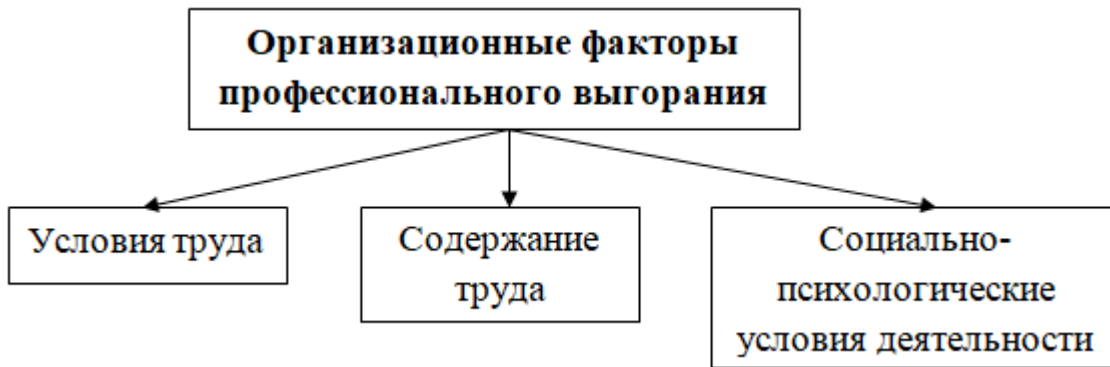 Организационные факторы
профессионального выгорания
Условия труда
Содержание
труда
Социально-
психологические
условия деятельности